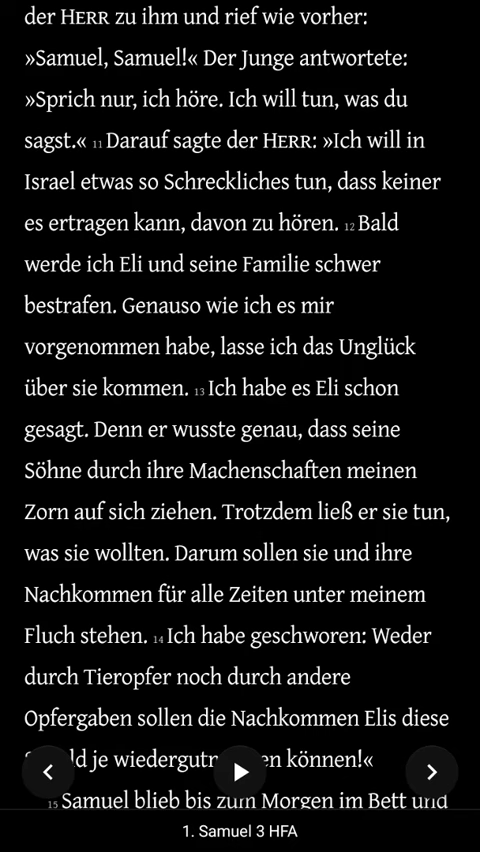 der HERR zu ihm und rief wie vorher:
»Samuel, Samuel!« Der Junge antwortete:
»Sprich nur, ich höre. Ich will tun, was du
sagst.« 11 Darauf sagte der HERR: »Ich will in
Israel etwas so Schreckliches tun, dass keiner
es ertragen kann, davon zu hören. 12 Bald
werde ich Eli und seine Familie schwer
bestrafen. Genauso wie ich es mir
vorgenommen habe, lasse ich das Unglück
über sie kommen. 13 Ich habe es Eli schon
gesagt. Denn er wusste genau, dass seine
Söhne durch ihre Machenschaften meinen
Zorn auf sich ziehen. Trotzdem ließ er sie tun,
was sie wollten. Darum sollen sie und ihre
Nachkommen für alle Zeiten unter meinem
Fluch stehen. 14 Ich habe geschworen: Weder
durch Tieropfer noch durch andere
Opfergaben sollen die Nachkommen Elis diese
je können!«
15 Samuel blieb bis zum Morgen im Bett und
1. Samuel 3 HFA